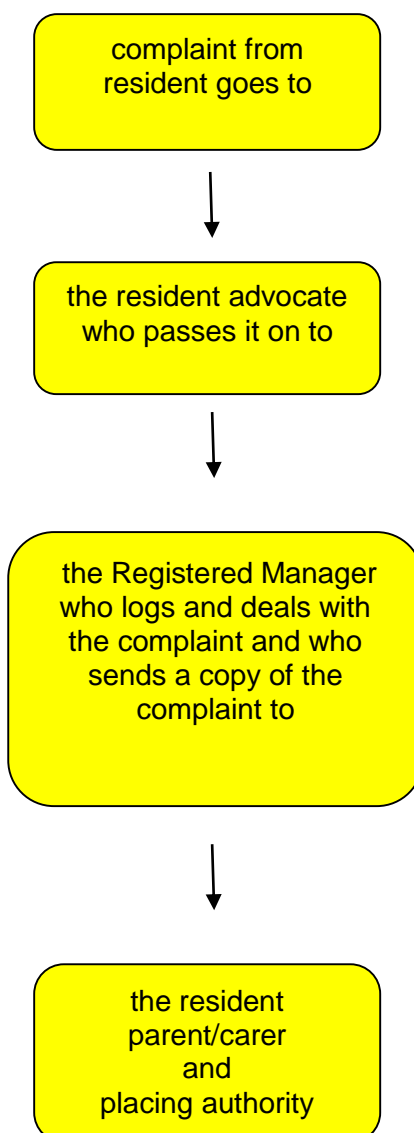 complaint from
resident goes to
the resident advocate
who passes it on to
the Registered Manager
who logs and deals with
the complaint and who
sends a copy of the
complaint to
the resident
parent/carer
and
placing authority